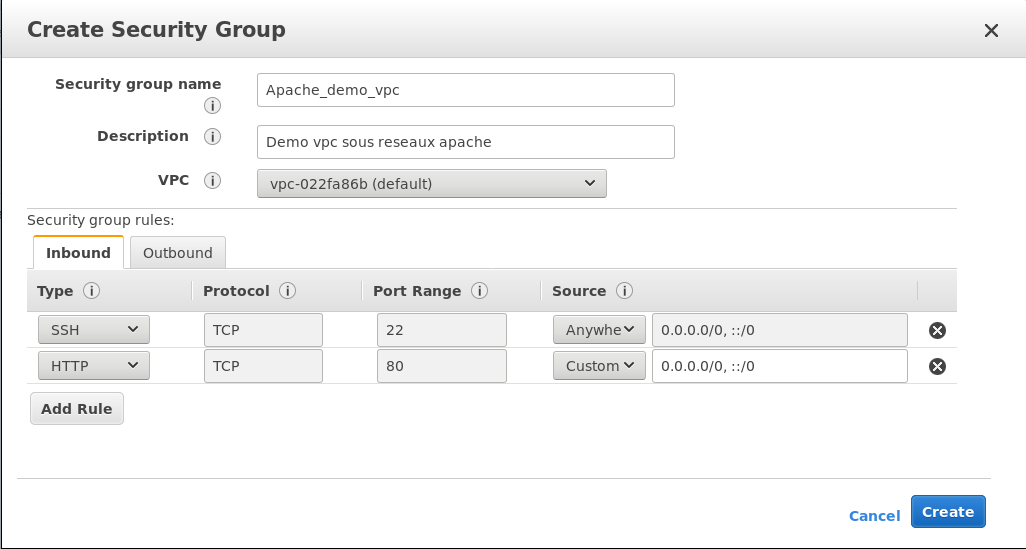 Create Security Group
Security group name
Apache_demo_vpc
Description
Demo vpc sous reseaux apache
VPC
vpc-022fa86b (default)
Security group rules:
Inbound Outbound
Type Protocol Port Range Source
SSH TCP 22 Anywhe 0.0.0.0/0, ::/0
HTTP TCP 80 Custom 0.0.0.0/0, ::/0
Add Rule
Cancel Create